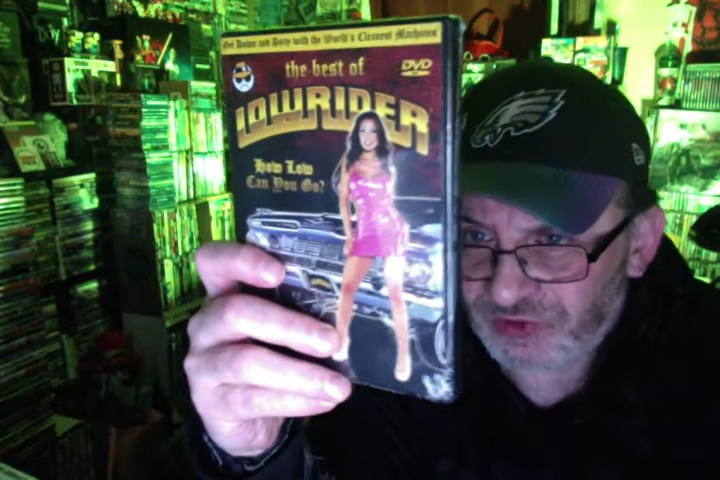 Get Down and Dirty with the World's Cleanest Machines
the best of
DVD
LOWRIDER
How Low
Can You Go?